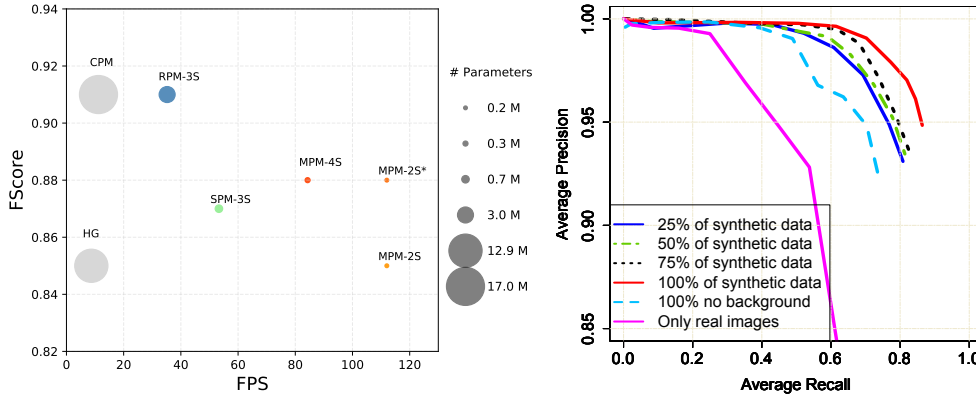 0.94
0.92
0.90
0.88
0.86
0.84
0.82
FScore
0 20 40 60 80 100 120
FPS
CPM
RPM-3S
MPM-4S
MPM-2S*
SPM-3S
HG
MPM-2S
# Parameters
0.2 M
0.3 M
0.7 M
3.0 M
12.9 M
17.0 M
1.00
0.95
0.90
0.85
Average Precision
25% of synthetic data
50% of synthetic data
75% of synthetic data
100% of synthetic data
100% no background
Only real images
0.0 0.2 0.4 0.6 0.8 1.0
Average Recall